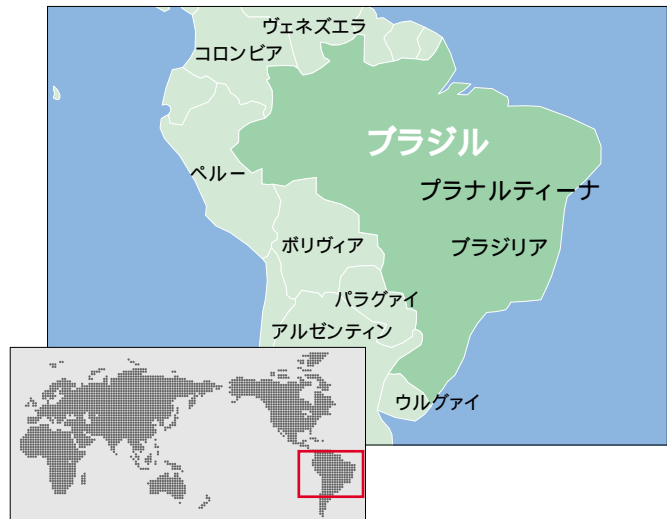 ヴェネズエラ
コロンビア
ブラジル
ペルー
プラナルティーナ
ボリヴィア
ブラジリア
パラグァイ
アルゼンティン
ウルグァイ